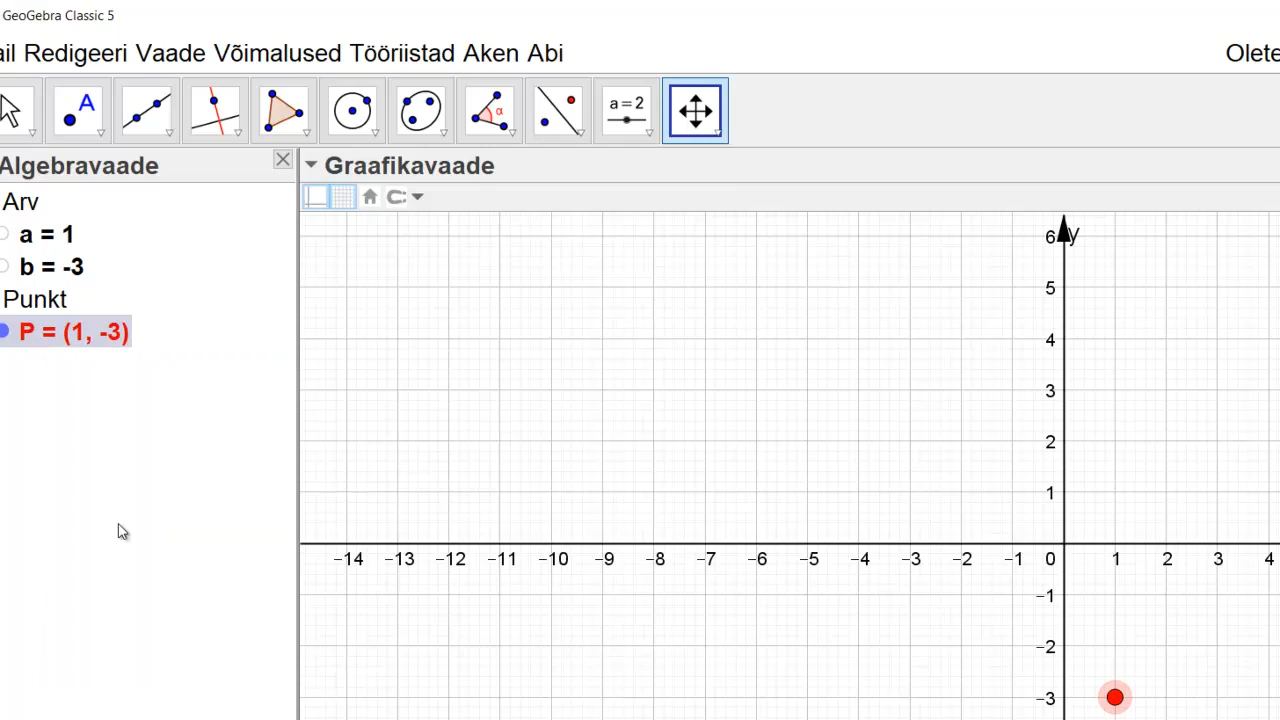 GeoGebra Classic 5
ail Redigeeri Vaade Võimalused Tööriistad Aken Abi
Olete
A
α
a=2
Algebravaade
Graafikavaade
Arv
a = 1
b = -3
Punkt
P = (1, -3)
y
6
5
4
3
2
1
−14 −13 −12 −11 −10 −9 −8 −7 −6 −5 −4 −3 −2 −1 0 1 2 3 4
−1
−2
−3